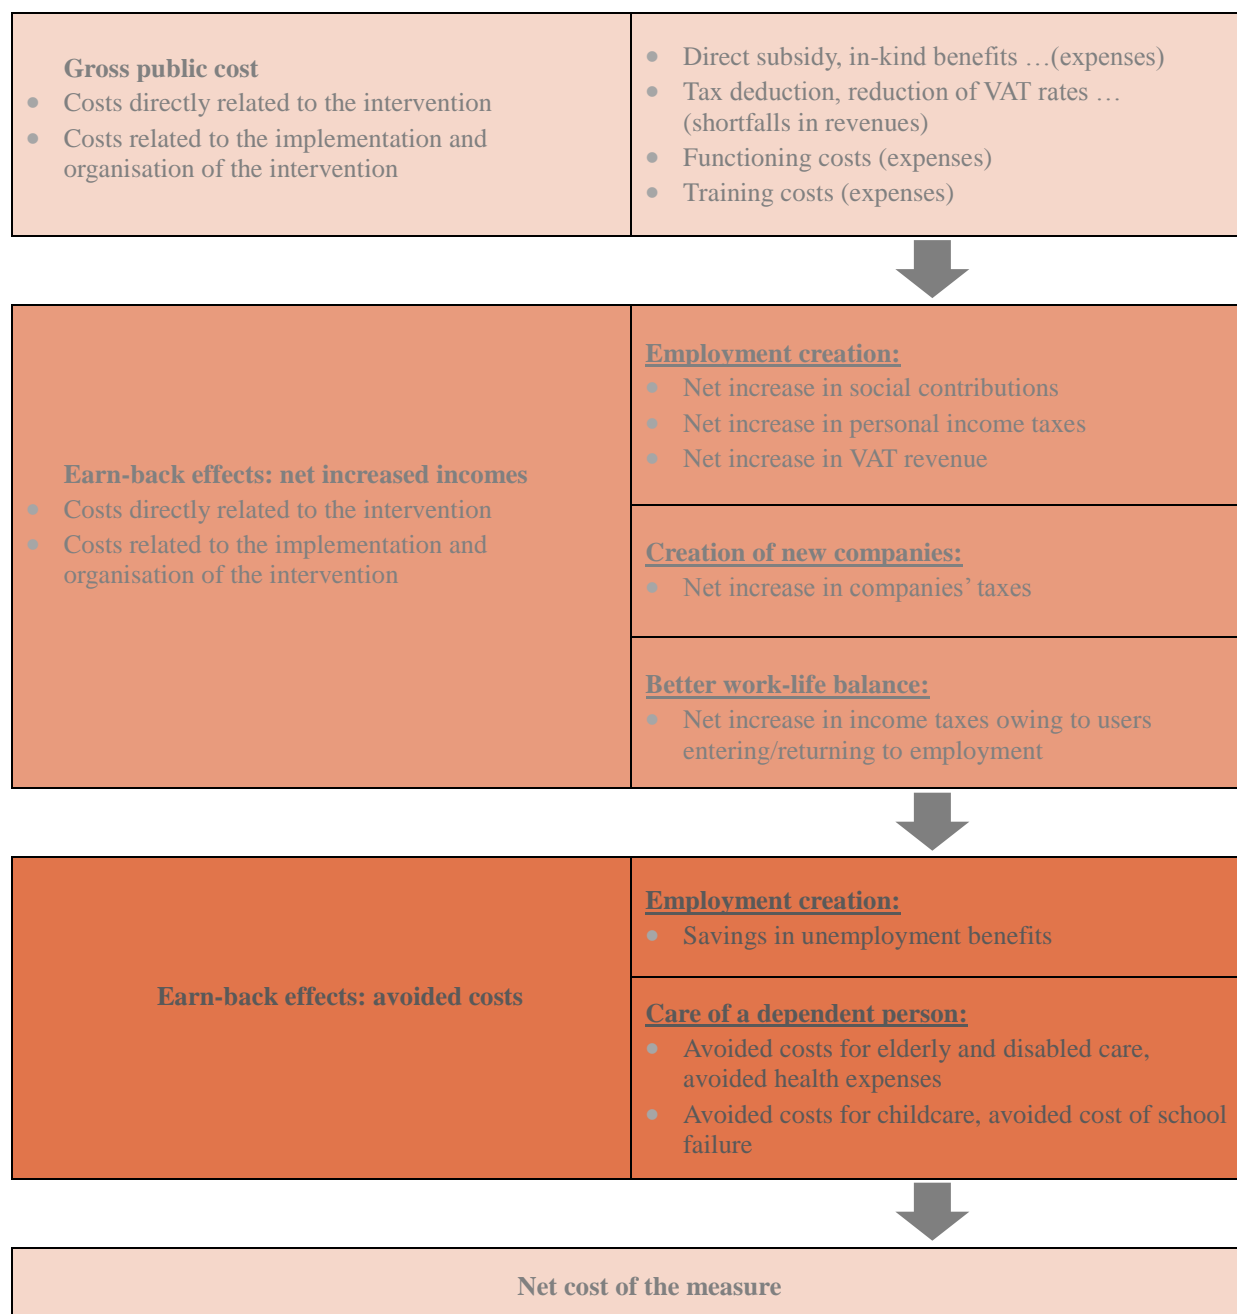 Gross public cost
● Costs directly related to the intervention
● Costs related to the implementation and
organisation of the intervention
● Direct subsidy, in-kind benefits …(expenses)
● Tax deduction, reduction of VAT rates …
(shortfalls in revenues)
● Functioning costs (expenses)
● Training costs (expenses)
Earn-back effects: net increased incomes
● Costs directly related to the intervention
● Costs related to the implementation and
organisation of the intervention
Employment creation:
● Net increase in social contributions
● Net increase in personal income taxes
● Net increase in VAT revenue
Creation of new companies:
● Net increase in companies’ taxes
Better work-life balance:
● Net increase in income taxes owing to users
entering/returning to employment
Earn-back effects: avoided costs
Employment creation:
● Savings in unemployment benefits
Care of a dependent person:
● Avoided costs for elderly and disabled care,
avoided health expenses
● Avoided costs for childcare, avoided cost of school
failure
Net cost of the measure